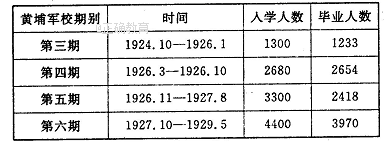 黄埔军校期别 时间 入学人数 毕业人数
第三期 1924.10—1926.1 1300 1233
第四期 1926.3—1926.10 2680 2654
第五期 1926.11—1927.8 3300 2418
第六期 1927.10—1929.5 4400 3970